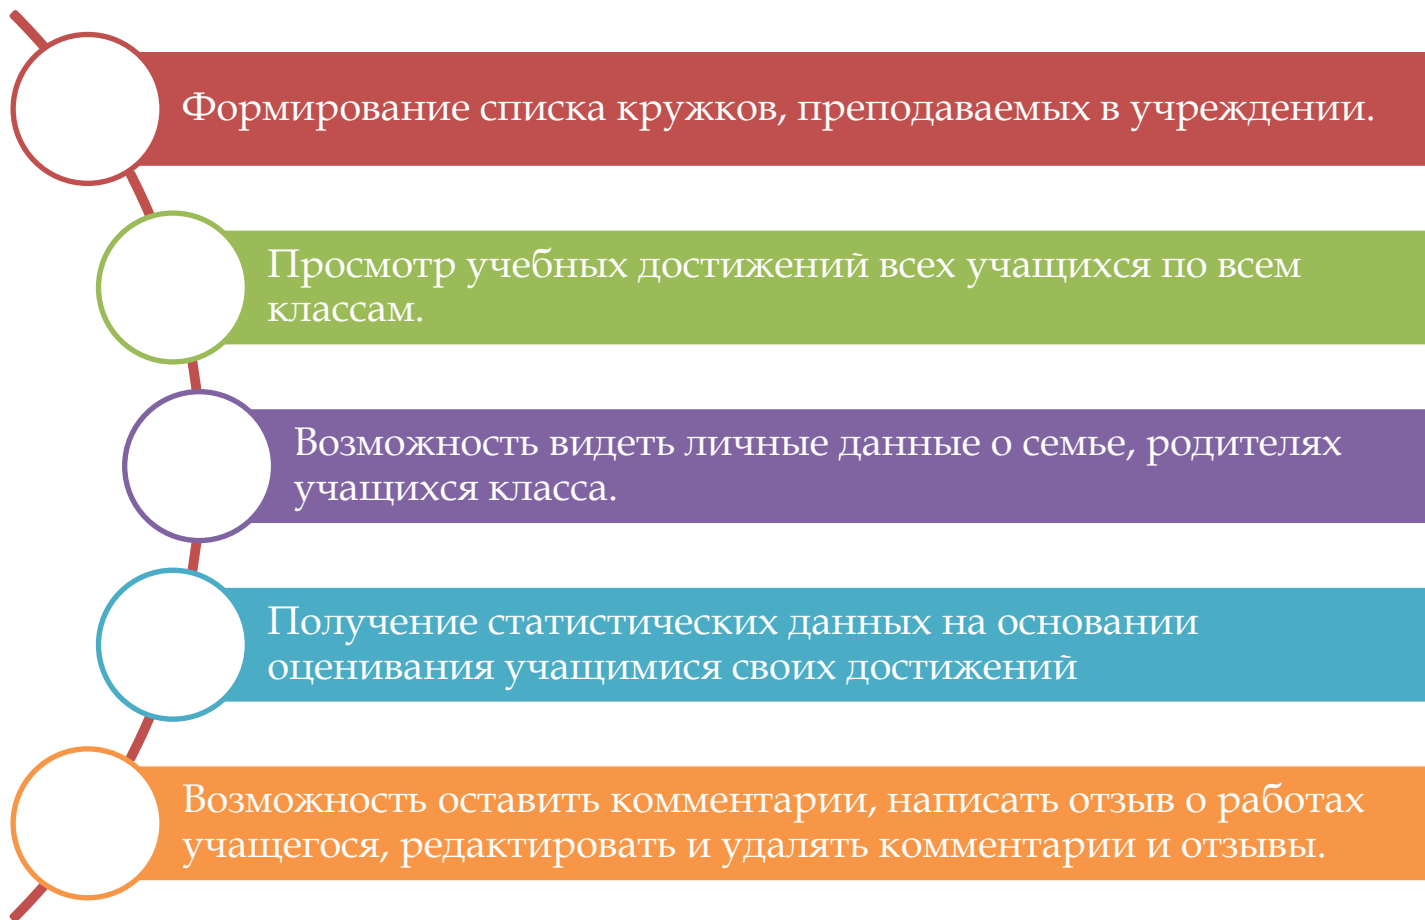 Формирование списка кружков, преподаваемых в учреждении.
Просмотр учебных достижений всех учащихся по всем
классам.
Возможность видеть личные данные о семье, родителях
учащихся класса.
Получение статистических данных на основании
оценивания учащимися своих достижений
Возможность оставить комментарии, написать отзыв о работах
учащегося, редактировать и удалять комментарии и отзывы.